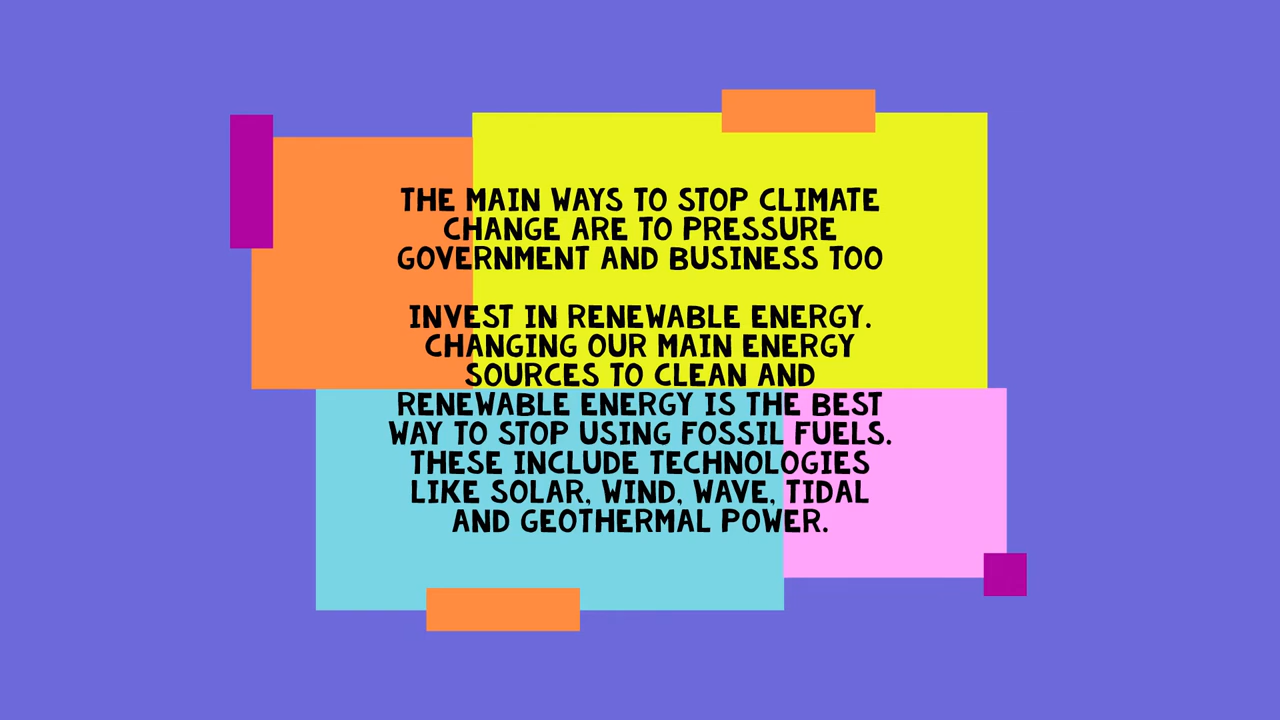 THE MAIN WAYS TO STOP CLIMATE
CHANGE ARE TO PRESSURE
GOVERNMENT AND BUSINESS TOO
INVEST IN RENEWABLE ENERGY.
CHANGING OUR MAIN ENERGY
SOURCES TO CLEAN AND
RENEWABLE ENERGY IS THE BEST
WAY TO STOP USING FOSSIL FUELS.
THESE INCLUDE TECHNOLOGIES
LIKE SOLAR, WIND, WAVE, TIDAL
AND GEOTHERMAL POWER.